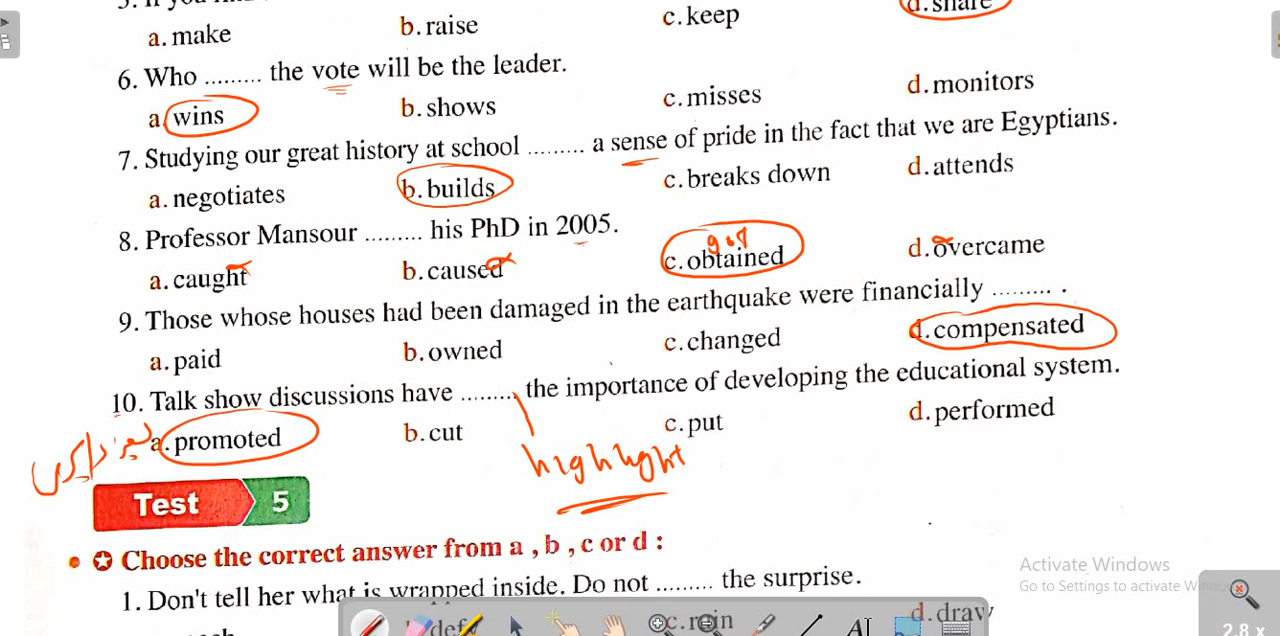 d. share
a. make b. raise c. keep
6. Who ......... the vote will be the leader.
a wins b. shows c. misses d. monitors
7. Studying our great history at school ......... a sense of pride in the fact that we are Egyptians.
a. negotiates b. builds c. breaks down d. attends
8. Professor Mansour ......... his PhD in 2005.
got
a. caught b. caused c. obtained d. overcame
9. Those whose houses had been damaged in the earthquake were financially ......... .
a. paid b. owned c. changed d. compensated
10. Talk show discussions have ......... the importance of developing the educational system.
a. promoted b. cut c. put d. performed
highlight
Test 5
Choose the correct answer from a , b , c or d :
Activate Windows
Go to Settings to activate
1. Don't tell her what is wrapped inside. Do not ......... the surprise.
c. d. draw
2.8 x